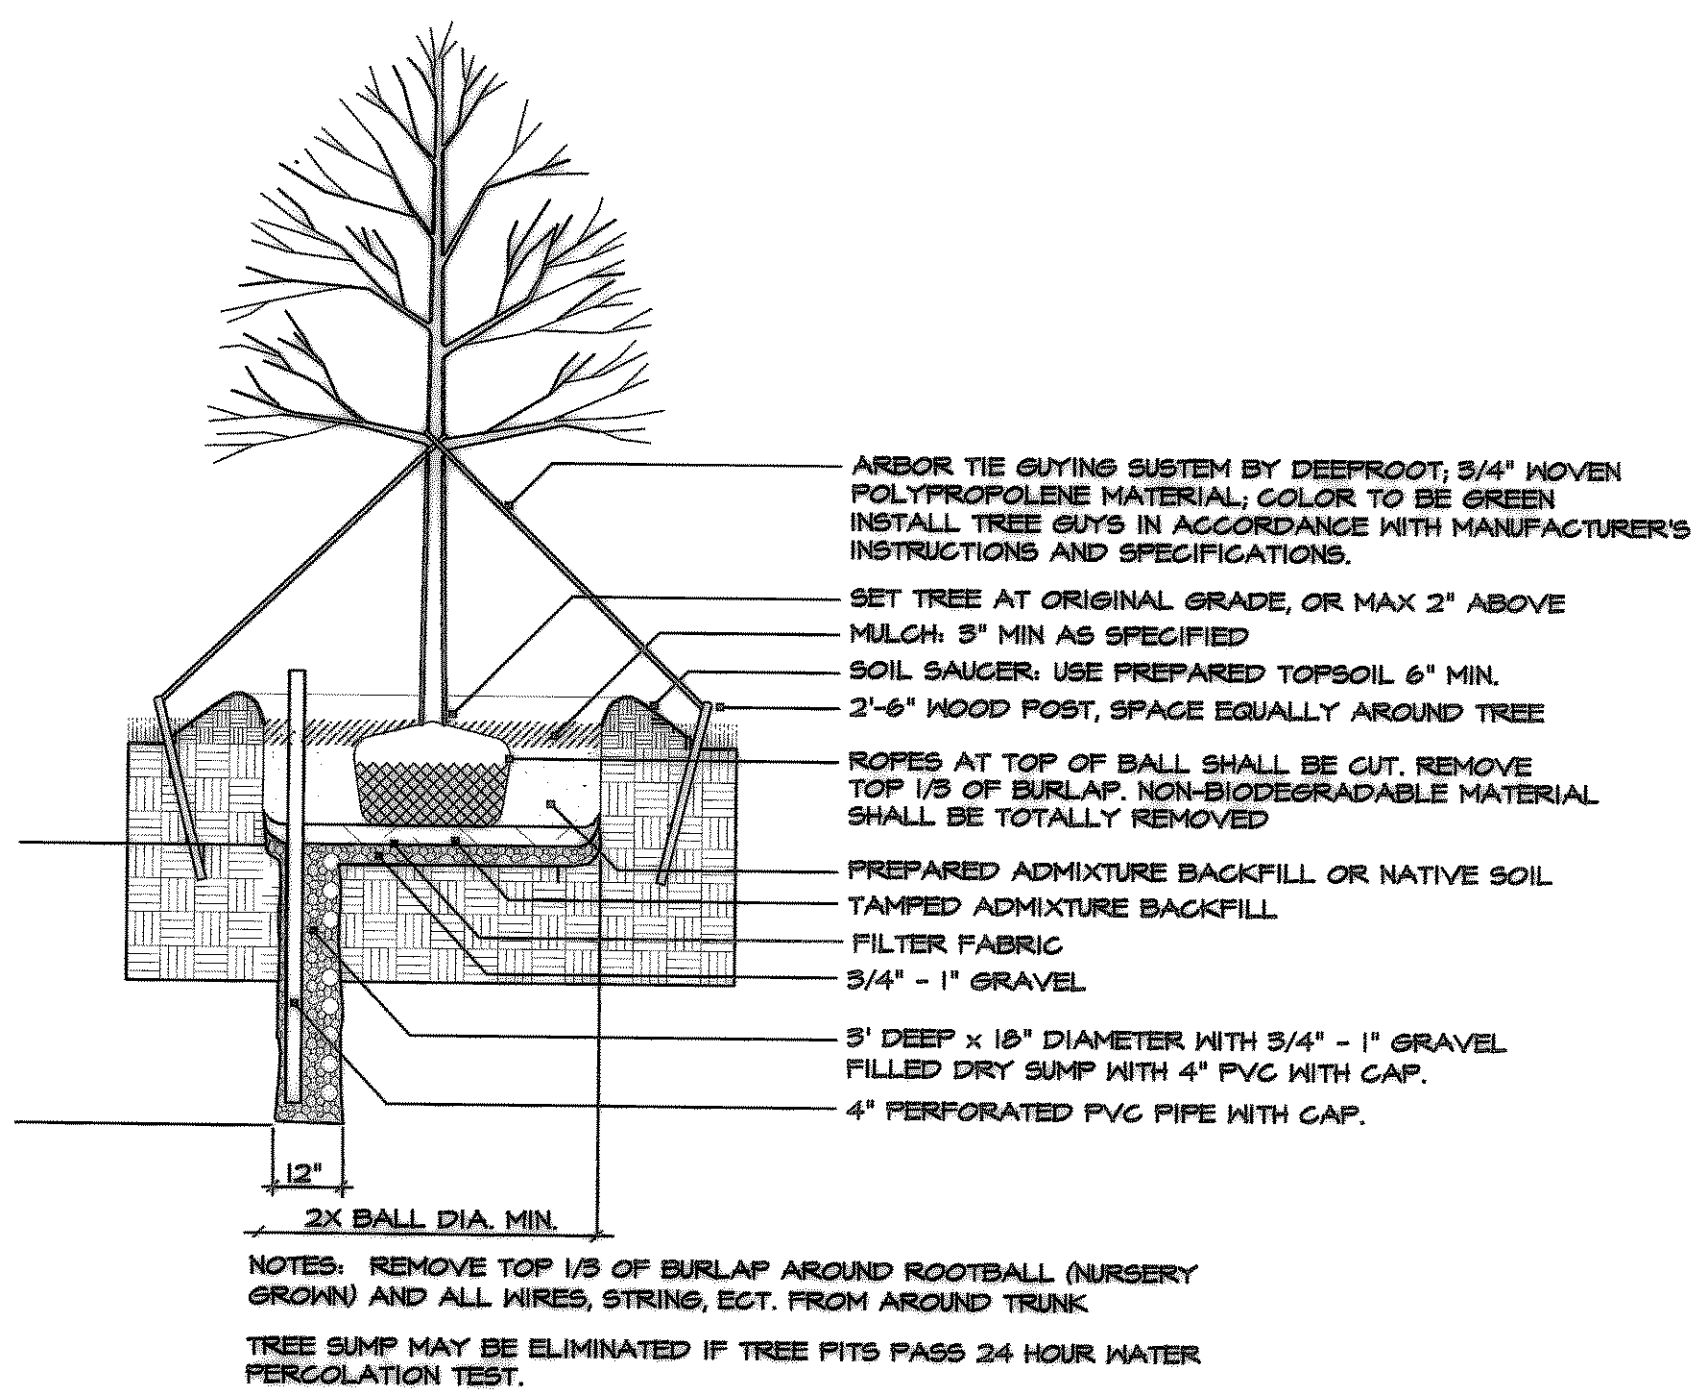 ARBOR TIE GUYING SUSTEM BY DEEPROOT; 3/4" WOVEN
POLYPROPOLENE MATERIAL; COLOR TO BE GREEN
INSTALL TREE GUYS IN ACCORDANCE WITH MANUFACTURER'S
INSTRUCTIONS AND SPECIFICATIONS.
SET TREE AT ORIGINAL GRADE, OR MAX 2" ABOVE
MULCH: 3" MIN AS SPECIFIED
SOIL SAUCER: USE PREPARED TOPSOIL 6" MIN.
2'-6" WOOD POST, SPACE EQUALLY AROUND TREE
ROPES AT TOP OF BALL SHALL BE CUT. REMOVE
TOP 1/3 OF BURLAP. NON-BIODEGRADABLE MATERIAL
SHALL BE TOTALLY REMOVED
PREPARED ADMIXTURE BACKFILL OR NATIVE SOIL
TAMPED ADMIXTURE BACKFILL
FILTER FABRIC
3/4" - 1" GRAVEL
3' DEEP x 18" DIAMETER WITH 3/4" - 1" GRAVEL
FILLED DRY SUMP WITH 4" PVC WITH CAP.
4" PERFORATED PVC PIPE WITH CAP.
12"
2X BALL DIA. MIN.
NOTES: REMOVE TOP 1/3 OF BURLAP AROUND ROOTBALL (NURSERY
GROWN) AND ALL WIRES, STRING, ECT. FROM AROUND TRUNK
TREE SUMP MAY BE ELIMINATED IF TREE PITS PASS 24 HOUR WATER
PERCOLATION TEST.